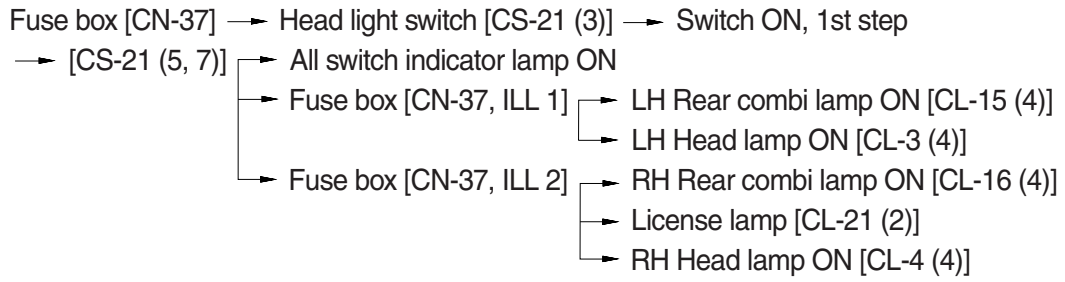 Fuse box [CN-37] → Head light switch [CS-21 (3)] → Switch ON, 1st step
→ [CS-21 (5, 7)] → All switch indicator lamp ON
→ Fuse box [CN-37, ILL 1] → LH Rear combi lamp ON [CL-15 (4)]
→ LH Head lamp ON [CL-3 (4)]
→ Fuse box [CN-37, ILL 2] → RH Rear combi lamp ON [CL-16 (4)]
→ License lamp [CL-21 (2)]
→ RH Head lamp ON [CL-4 (4)]